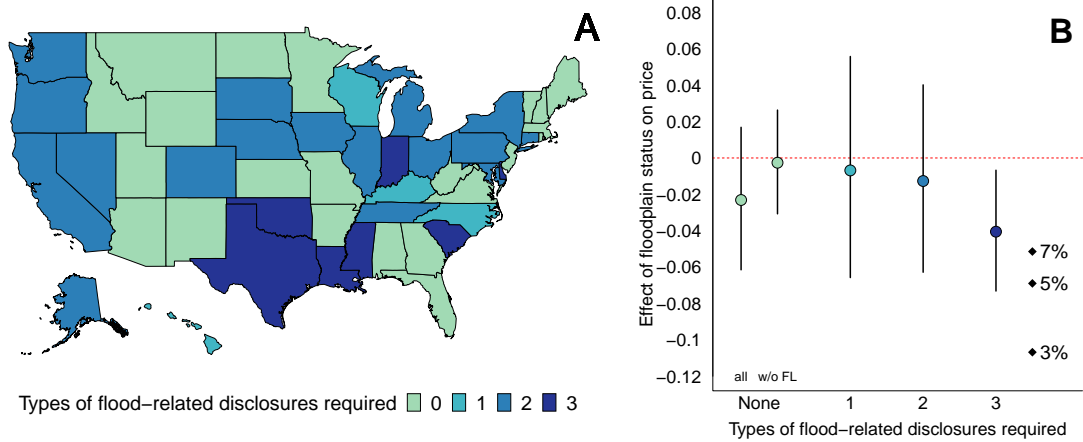 A
Types of flood−related disclosures required 0 1 2 3
B
Effect of floodplain status on price
0.08
0.06
0.04
0.02
0
−0.02
−0.04
−0.06
−0.08
−0.1
−0.12
7%
5%
3%
all w/o FL
None 1 2 3
Types of flood−related disclosures required